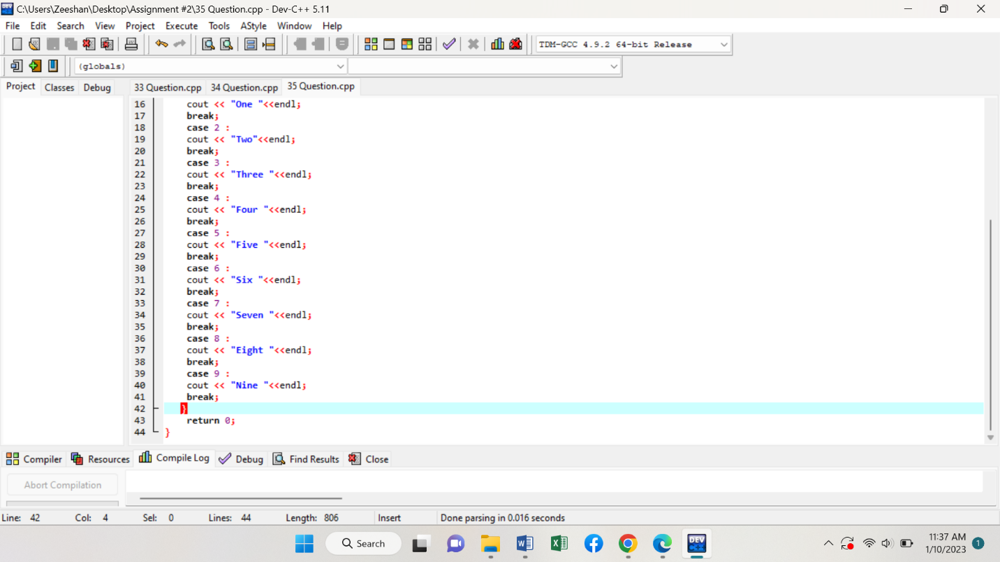 C:\Users\Zeeshan\Desktop\Assignment #2\35 Question.cpp - Dev-C++ 5.11
File Edit Search View Project Execute Tools AStyle Window Help
TDM-GCC 4.9.2 64-bit Release
(globals)
Project Classes Debug 33 Question.cpp 34 Question.cpp 35 Question.cpp
16 cout << "One "<<endl;
17 break;
18 case 2 :
19 cout << "Two"<<endl;
20 break;
21 case 3 :
22 cout << "Three "<<endl;
23 break;
24 case 4 :
25 cout << "Four "<<endl;
26 break;
27 case 5 :
28 cout << "Five "<<endl;
29 break;
30 case 6 :
31 cout << "Six "<<endl;
32 break;
33 case 7 :
34 cout << "Seven "<<endl;
35 break;
36 case 8 :
37 cout << "Eight "<<endl;
38 break;
39 case 9 :
40 cout << "Nine "<<endl;
41 break;
42 }
43 return 0;
44 }
Compiler Resources Compile Log Debug Find Results Close
Abort Compilation
Line: 42 Col: 4 Sel: 0 Lines: 44 Length: 806 Insert Done parsing in 0.016 seconds
Search DEV 11:37 AM
1/10/2023 1